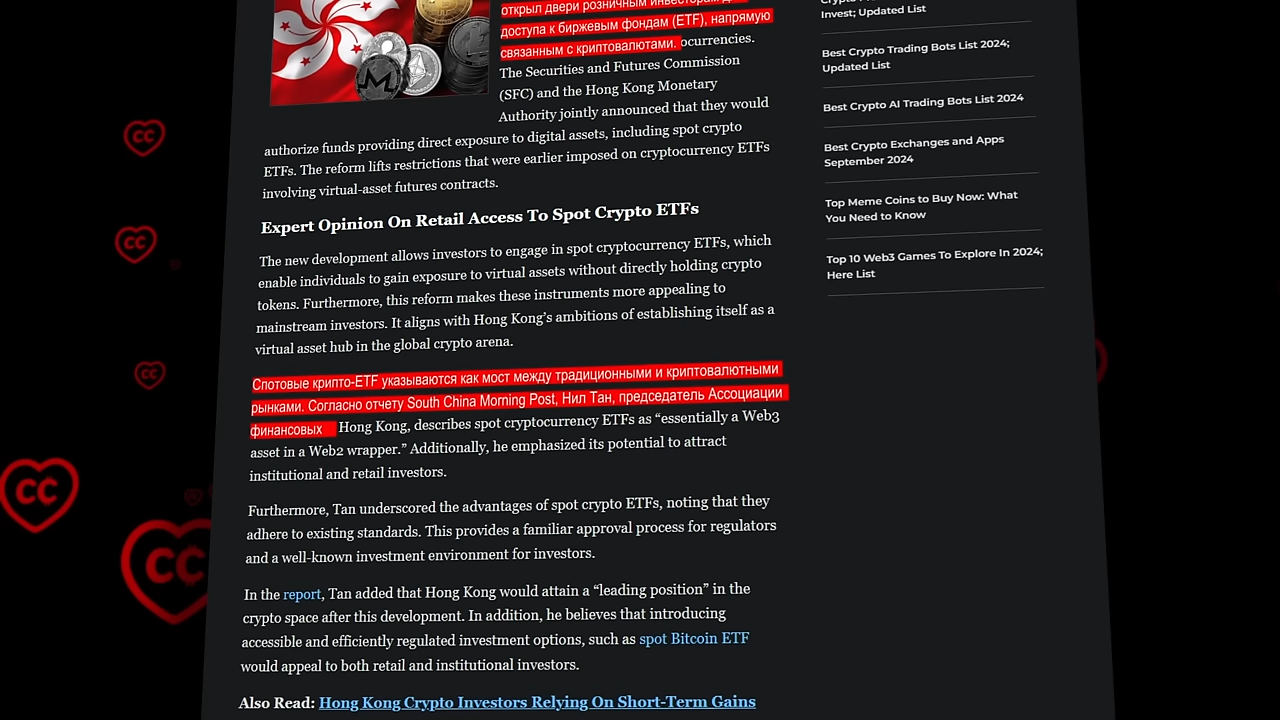 открыл двери розничным инвесторам для
доступа к биржевым фондам (ETF), напрямую
связанным с криптовалютами. ocurrencies.
The Securities and Futures Commission
(SFC) and the Hong Kong Monetary
Authority jointly announced that they would
authorize funds providing direct exposure to digital assets, including spot crypto
ETFs. The reform lifts restrictions that were earlier imposed on cryptocurrency ETFs
involving virtual-asset futures contracts.
Expert Opinion On Retail Access To Spot Crypto ETFs
The new development allows investors to engage in spot cryptocurrency ETFs, which
enable individuals to gain exposure to virtual assets without directly holding crypto
tokens. Furthermore, this reform makes these instruments more appealing to
mainstream investors. It aligns with Hong Kong’s ambitions of establishing itself as a
virtual asset hub in the global crypto arena.
Спотовые крипто-ETF указываются как мост между традиционными и криптовалютными
рынками. Согласно отчету South China Morning Post, Нил Тан, председатель Ассоциации
финансовых Hong Kong, describes spot cryptocurrency ETFs as “essentially a Web3
asset in a Web2 wrapper.” Additionally, he emphasized its potential to attract
institutional and retail investors.
Furthermore, Tan underscored the advantages of spot crypto ETFs, noting that they
adhere to existing standards. This provides a familiar approval process for regulators
and a well-known investment environment for investors.
In the report, Tan added that Hong Kong would attain a “leading position” in the
crypto space after this development. In addition, he believes that introducing
accessible and efficiently regulated investment options, such as spot Bitcoin ETF
would appeal to both retail and institutional investors.
Also Read: Hong Kong Crypto Investors Relying On Short-Term Gains
Invest; Updated List
Best Crypto Trading Bots List 2024;
Updated List
Best Crypto AI Trading Bots List 2024
Best Crypto Exchanges and Apps
September 2024
Top Meme Coins to Buy Now: What
You Need to Know
Top 10 Web3 Games To Explore In 2024;
Here List
CC
CC
CC
CC
CC